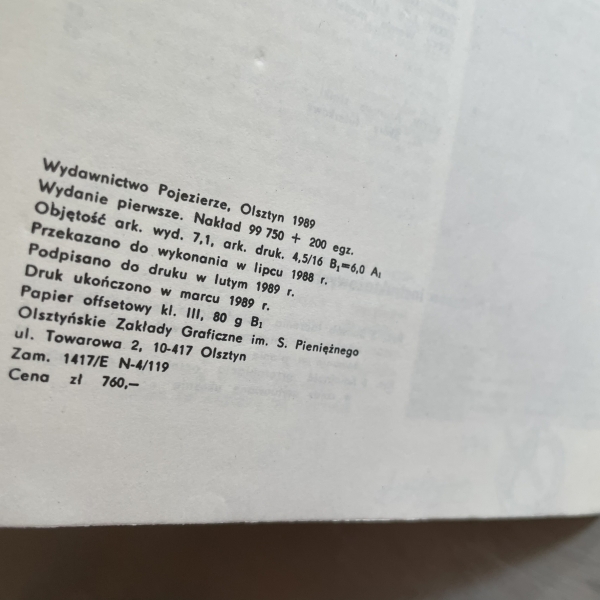 Wydawnictwo Pojezierze, Olsztyn 1989
Wydanie pierwsze. Nakład 99 750 + 200 egz.
Objętość ark. wyd. 7,1, ark. druk. 4,5/16 B₁=6,0 A₁
Przekazano do wykonania w lipcu 1988 r.
Podpisano do druku w lutym 1989 r.
Druk ukończono w marcu 1989 r.
Papier offsetowy kl. III, 80 g B₁
Olsztyńskie Zakłady Graficzne im. S. Pieniężnego
ul. Towarowa 2, 10-417 Olsztyn
Zam. 1417/E N-4/119
Cena zł 760,—